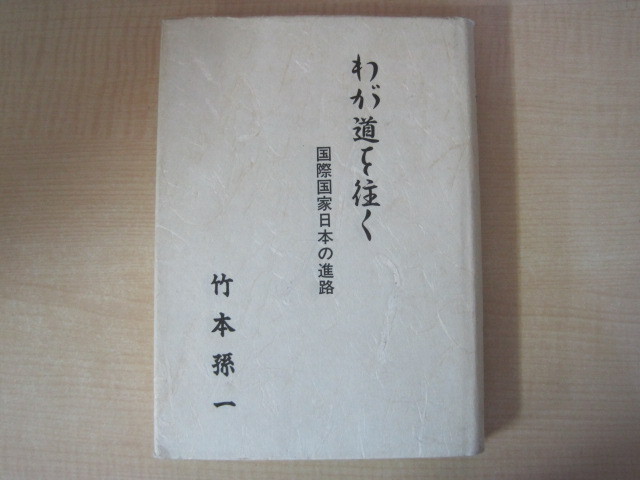 わが道を往く
国際国家日本の進路
竹本孫一